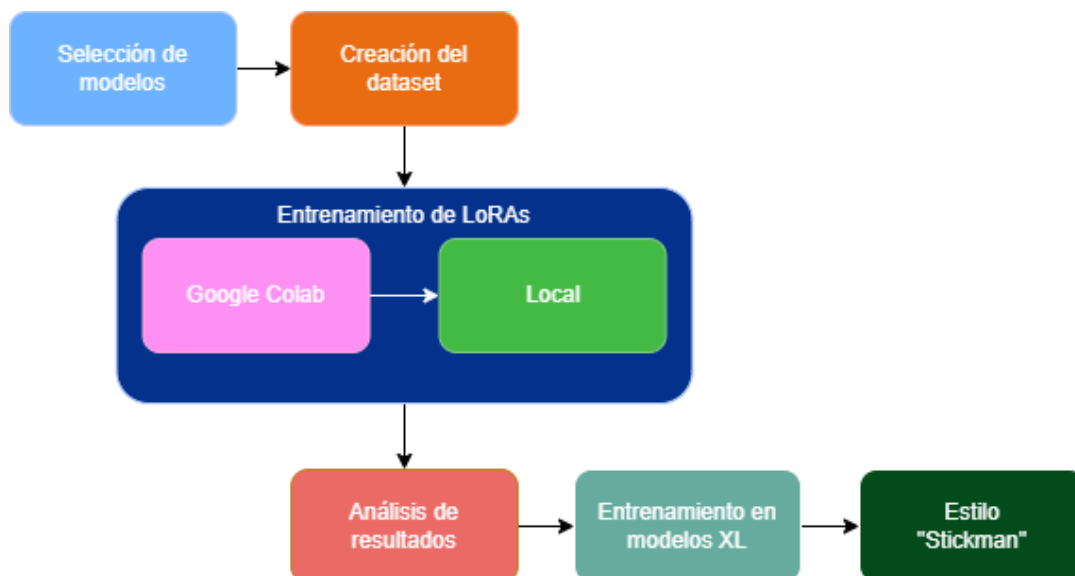 Selección de
modelos
Creación del
dataset
Entrenamiento de LoRAs
Google Colab
Local
Análisis de
resultados
Entrenamiento en
modelos XL
Estilo
"Stickman"